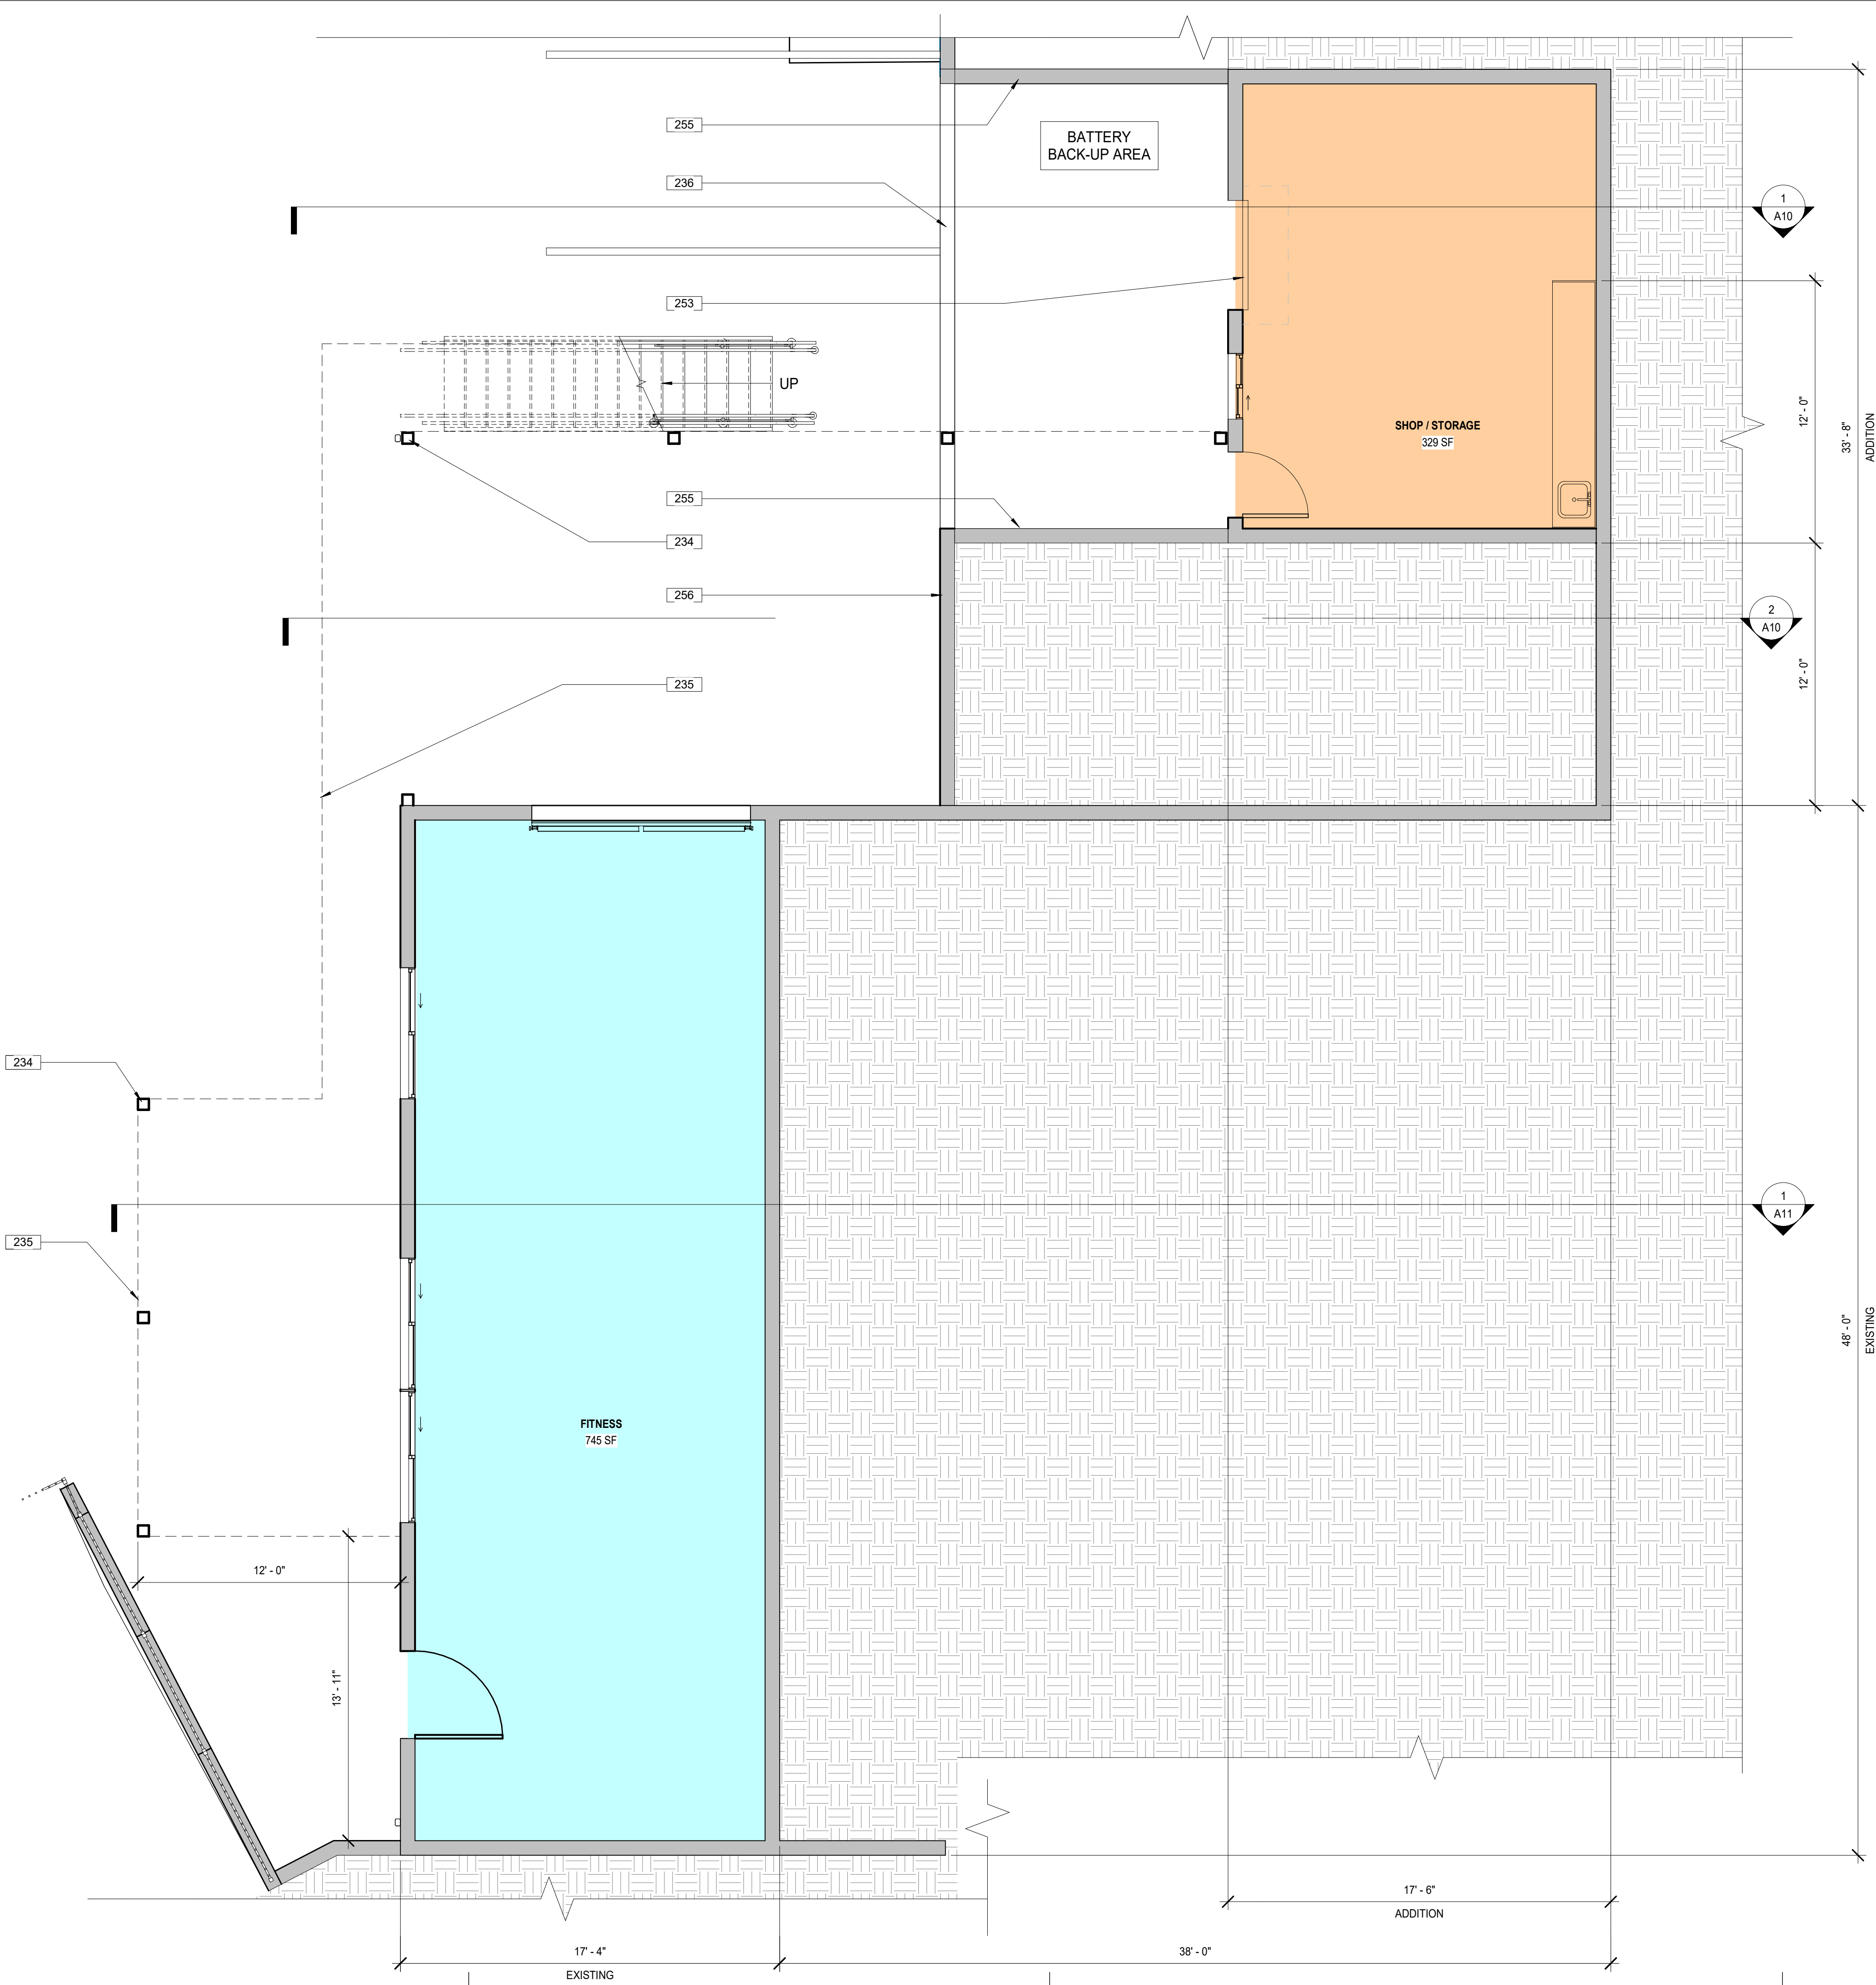 255
BATTERY
BACK-UP AREA
236
1
A10
253
UP
SHOP / STORAGE
329 SF
12' - 0"
33' - 8"
ADDITION
255
234
256
2
A10
12' - 0"
235
234
1
A11
235
48' - 0"
EXISTING
FITNESS
745 SF
12' - 0"
13' - 11"
17' - 6"
ADDITION
17' - 4"
EXISTING
38' - 0"